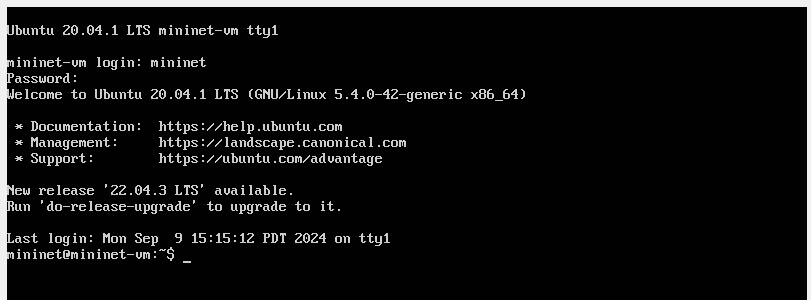 Ubuntu 20.04.1 LTS mininet-vm tty1
mininet-vm login: mininet
Password:
Welcome to Ubuntu 20.04.1 LTS (GNU/Linux 5.4.0-42-generic x86_64)
* Documentation:  https://help.ubuntu.com
* Management:     https://landscape.canonical.com
* Support:        https://ubuntu.com/advantage
New release '22.04.3 LTS' available.
Run 'do-release-upgrade' to upgrade to it.
Last login: Mon Sep  9 15:15:12 PDT 2024 on tty1
mininet@mininet-vm:~$ _